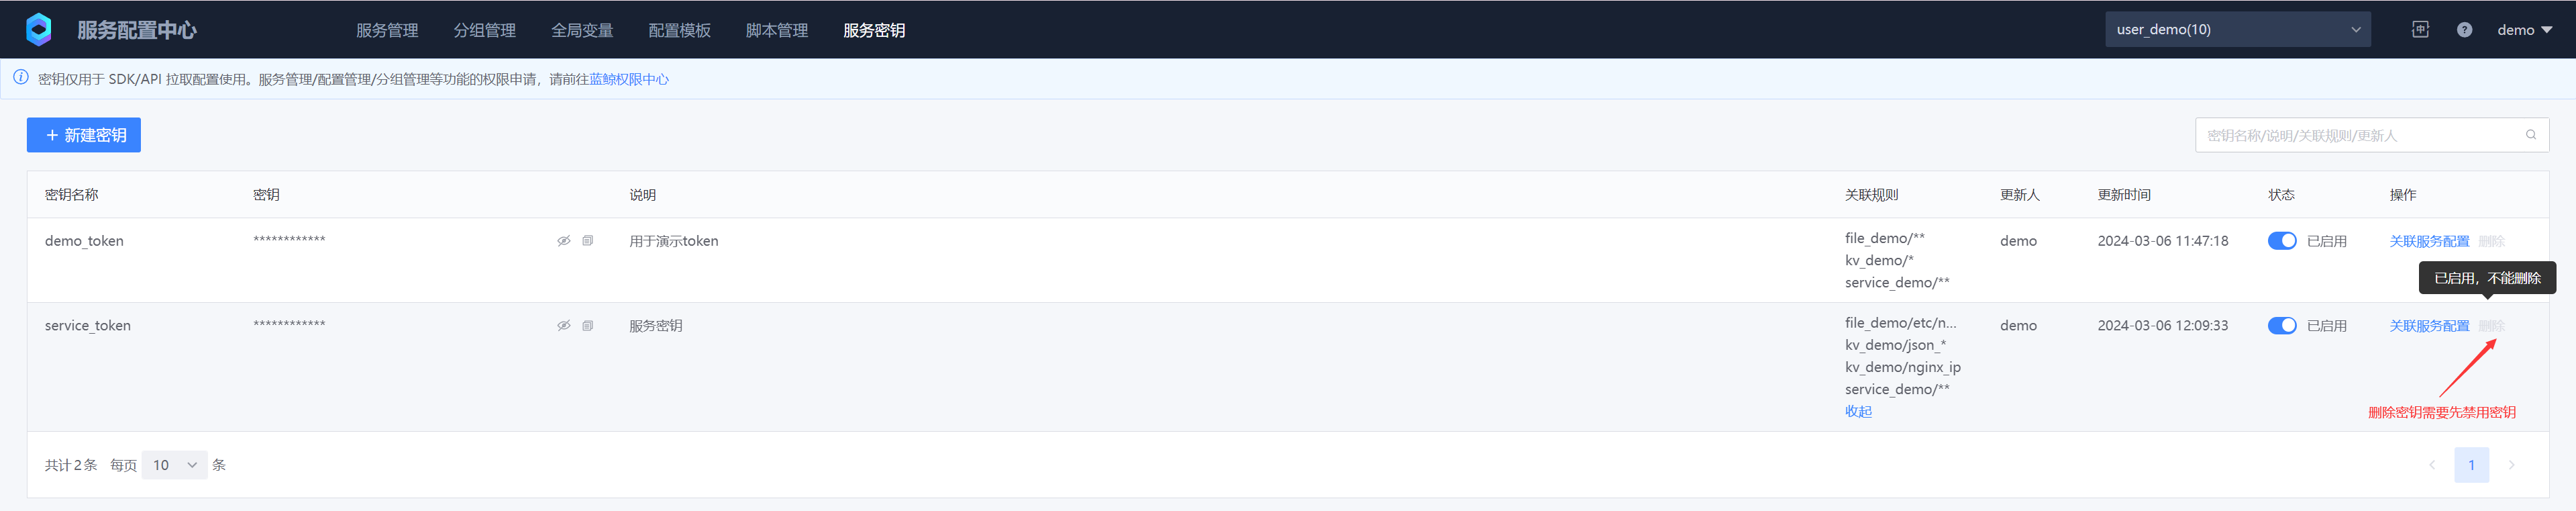 服务配置中心 服务管理 分组管理 全局变量 配置模板 脚本管理 服务密钥 user_demo(10) 中 ? demo
密钥仅用于 SDK/API 拉取配置使用。服务管理/配置管理/分组管理等功能的权限申请，请前往蓝鲸权限中心
+ 新建密钥 密钥名称/说明/关联规则/更新人
密钥名称 密钥 说明 关联规则 更新人 更新时间 状态 操作
demo_token ************ 用于演示token file_demo/** demo 2024-03-06 11:47:18 已启用 关联服务配置 删除
kv_demo/*
service_demo/**
已启用，不能删除
service_token ************ 服务密钥 file_demo/etc/n... demo 2024-03-06 12:09:33 已启用 关联服务配置 删除
kv_demo/json_*
kv_demo/nginx_ip
service_demo/**
收起
删除密钥需要先禁用密钥
共计 2 条 每页 10 条 1